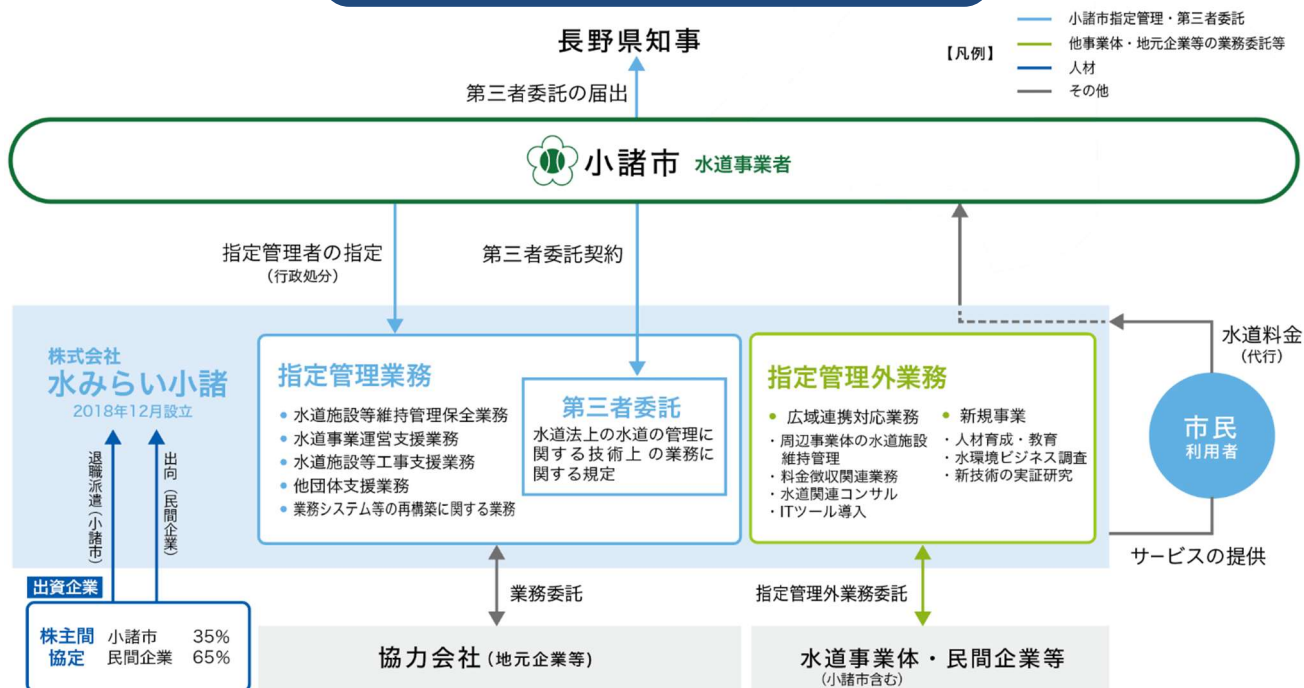 長野県知事
第三者委託の届出
【凡例】
小諸市指定管理・第三者委託
他事業体・地元企業等の業務委託等
人材
その他
小諸市 水道事業者
指定管理者の指定
(行政処分)
第三者委託契約
水道料金
(代行)
株式会社
水みらい小諸
2018年12月設立
指定管理業務
• 水道施設等維持管理保全業務
• 水道事業運営支援業務
• 水道施設等工事支援業務
• 他団体支援業務
• 業務システム等の再構築に関する業務
第三者委託
水道法上の水道の管理に
関する技術上 の業務に
関する規定
指定管理外業務
• 広域連携対応業務
・周辺事業体の水道施設
維持管理
・料金徴収関連業務
・水道関連コンサル
・ITツール導入
• 新規事業
・人材育成・教育
・水環境ビジネス調査
・新技術の実証研究
市民
利用者
サービスの提供
退職派遣(小諸市)
出向(民間企業)
出資企業
株主間
協定
小諸市 35%
民間企業 65%
業務委託
指定管理外業務委託
協力会社(地元企業等)
水道事業体・民間企業等
(小諸市含む)